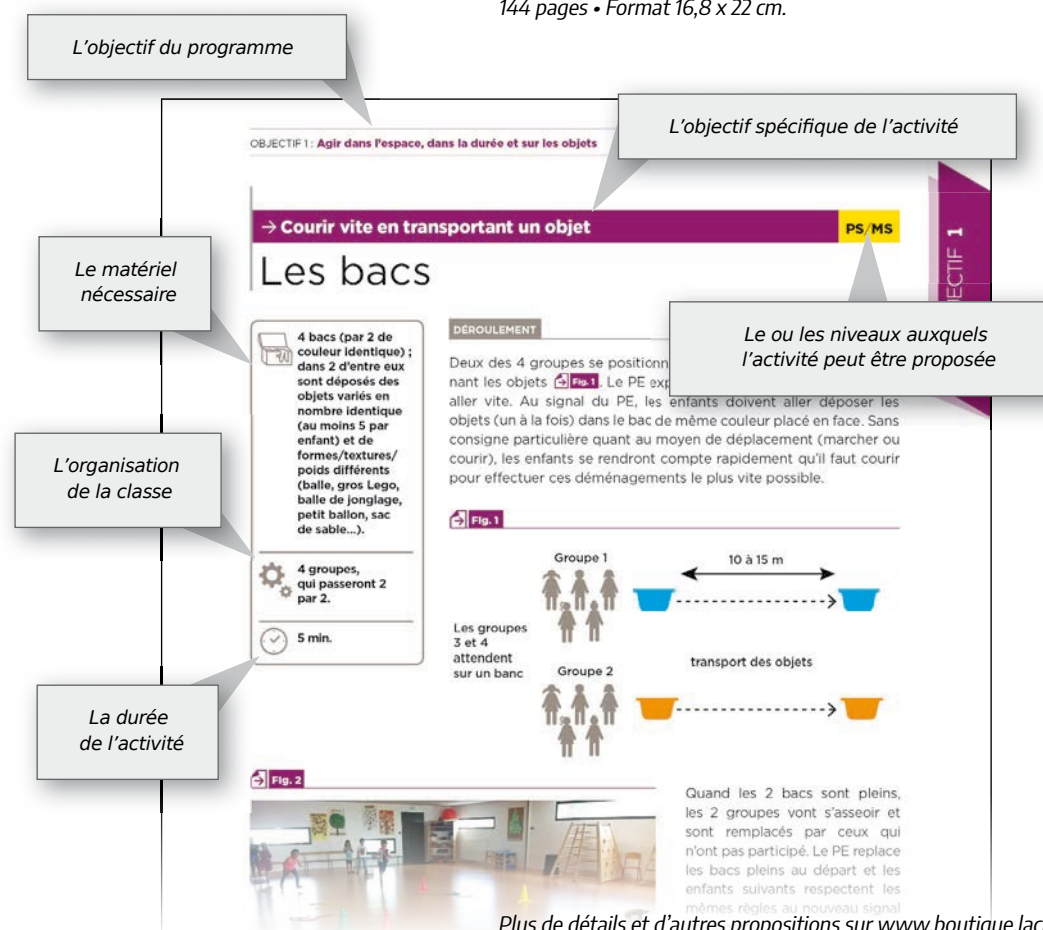 144 pages • Format 16,8 x 22 cm.
L'objectif du programme
L'objectif spécifique de l'activité
OBJECTIF 1 : Agir dans l'espace, dans la durée et sur les objets
→ Courir vite en transportant un objet
PS/MS
ECTIF 1
Les bacs
Le matériel
nécessaire
Le ou les niveaux auxquels
l'activité peut être proposée
4 bacs (par 2 de
couleur identique) ;
dans 2 d'entre eux
sont déposés des
objets variés en
nombre identique
(au moins 5 par
enfant) et de
formes/textures/
poids différents
(balle, gros Lego,
balle de jonglage,
petit ballon, sac
de sable...).
L'organisation
de la classe
4 groupes,
qui passeront 2
par 2.
5 min.
La durée
de l'activité
DÉROULEMENT
Deux des 4 groupes se positionn
nant les objets Fig. 1. Le PE exp
aller vite. Au signal du PE, les enfants doivent aller déposer les
objets (un à la fois) dans le bac de même couleur placé en face. Sans
consigne particulière quant au moyen de déplacement (marcher ou
courir), les enfants se rendront compte rapidement qu'il faut courir
pour effectuer ces déménagements le plus vite possible.
Fig. 1
Groupe 1
10 à 15 m
Les groupes
3 et 4
attendent
sur un banc
Groupe 2
transport des objets
Fig. 2
Quand les 2 bacs sont pleins,
les 2 groupes vont s'asseoir et
sont remplacés par ceux qui
n'ont pas participé. Le PE replace
les bacs pleins au départ et les
enfants suivants respectent les
mêmes règles au nouveau signal
Plus de détails et d'autres propositions sur www.boutique.lac